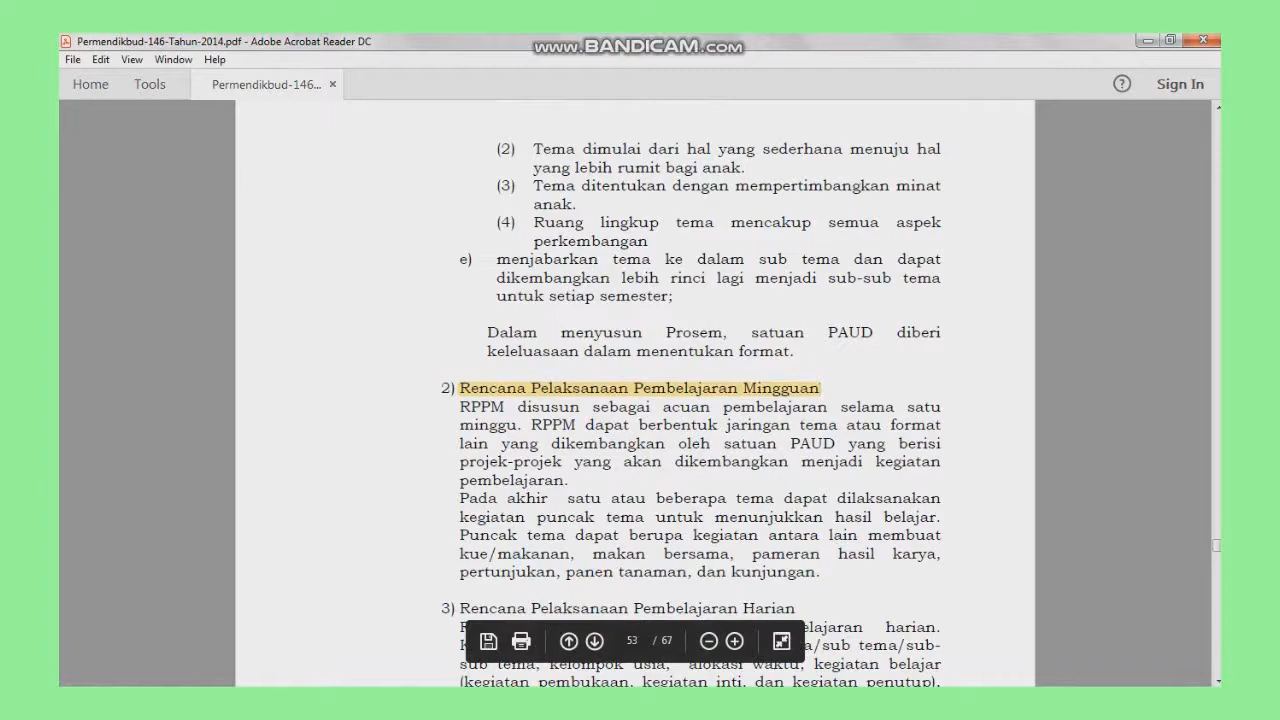 www.BANDICAM.com
Permendikbud-146-Tahun-2014.pdf - Adobe Acrobat Reader DC
File Edit View Window Help
Home Tools Permendikbud-146... × ? Sign In
(2) Tema dimulai dari hal yang sederhana menuju hal
yang lebih rumit bagi anak.
(3) Tema ditentukan dengan mempertimbangkan minat
anak.
(4) Ruang lingkup tema mencakup semua aspek
perkembangan
e) menjabarkan tema ke dalam sub tema dan dapat
dikembangkan lebih rinci lagi menjadi sub-sub tema
untuk setiap semester;
Dalam menyusun Prosem, satuan PAUD diberi
keleluasaan dalam menentukan format.
2) Rencana Pelaksanaan Pembelajaran Mingguan
RPPM disusun sebagai acuan pembelajaran selama satu
minggu. RPPM dapat berbentuk jaringan tema atau format
lain yang dikembangkan oleh satuan PAUD yang berisi
projek-projek yang akan dikembangkan menjadi kegiatan
pembelajaran.
Pada akhir satu atau beberapa tema dapat dilaksanakan
kegiatan puncak tema untuk menunjukkan hasil belajar.
Puncak tema dapat berupa kegiatan antara lain membuat
kue/makanan, makan bersama, pameran hasil karya,
pertunjukan, panen tanaman, dan kunjungan.
3) Rencana Pelaksanaan Pembelajaran Harian
harian.
tema/sub-
53 / 67
sub tema, kelompok usia, alokasi waktu, kegiatan belajar
(kegiatan pembukaan, kegiatan inti, dan kegiatan penutup),